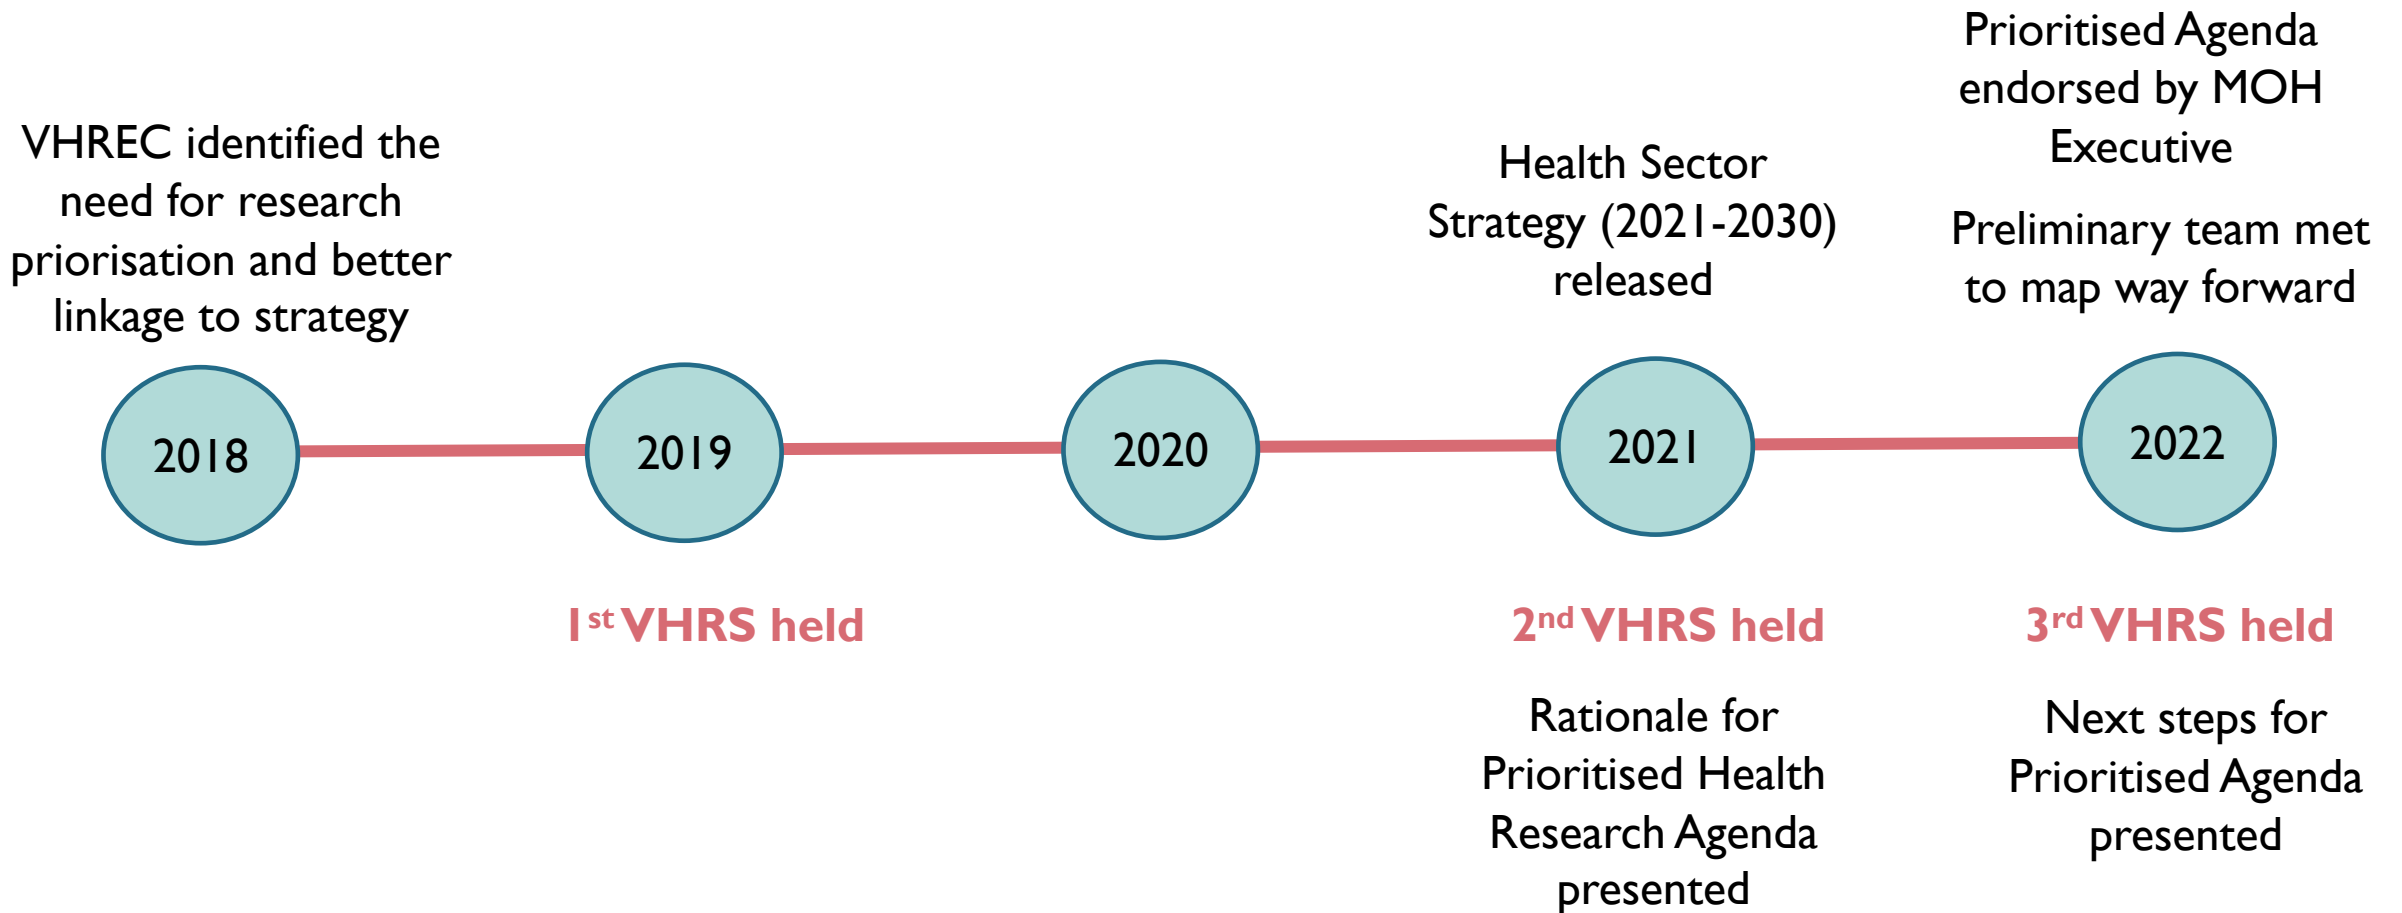 VHREC identified the
need for research
priorisation and better
linkage to strategy
Health Sector
Strategy (2021-2030)
released
Prioritised Agenda
endorsed by MOH
Executive
Preliminary team met
to map way forward
2018
2019
2020
2021
2022
1st VHRS held
2nd VHRS held
3rd VHRS held
Rationale for
Prioritised Health
Research Agenda
presented
Next steps for
Prioritised Agenda
presented